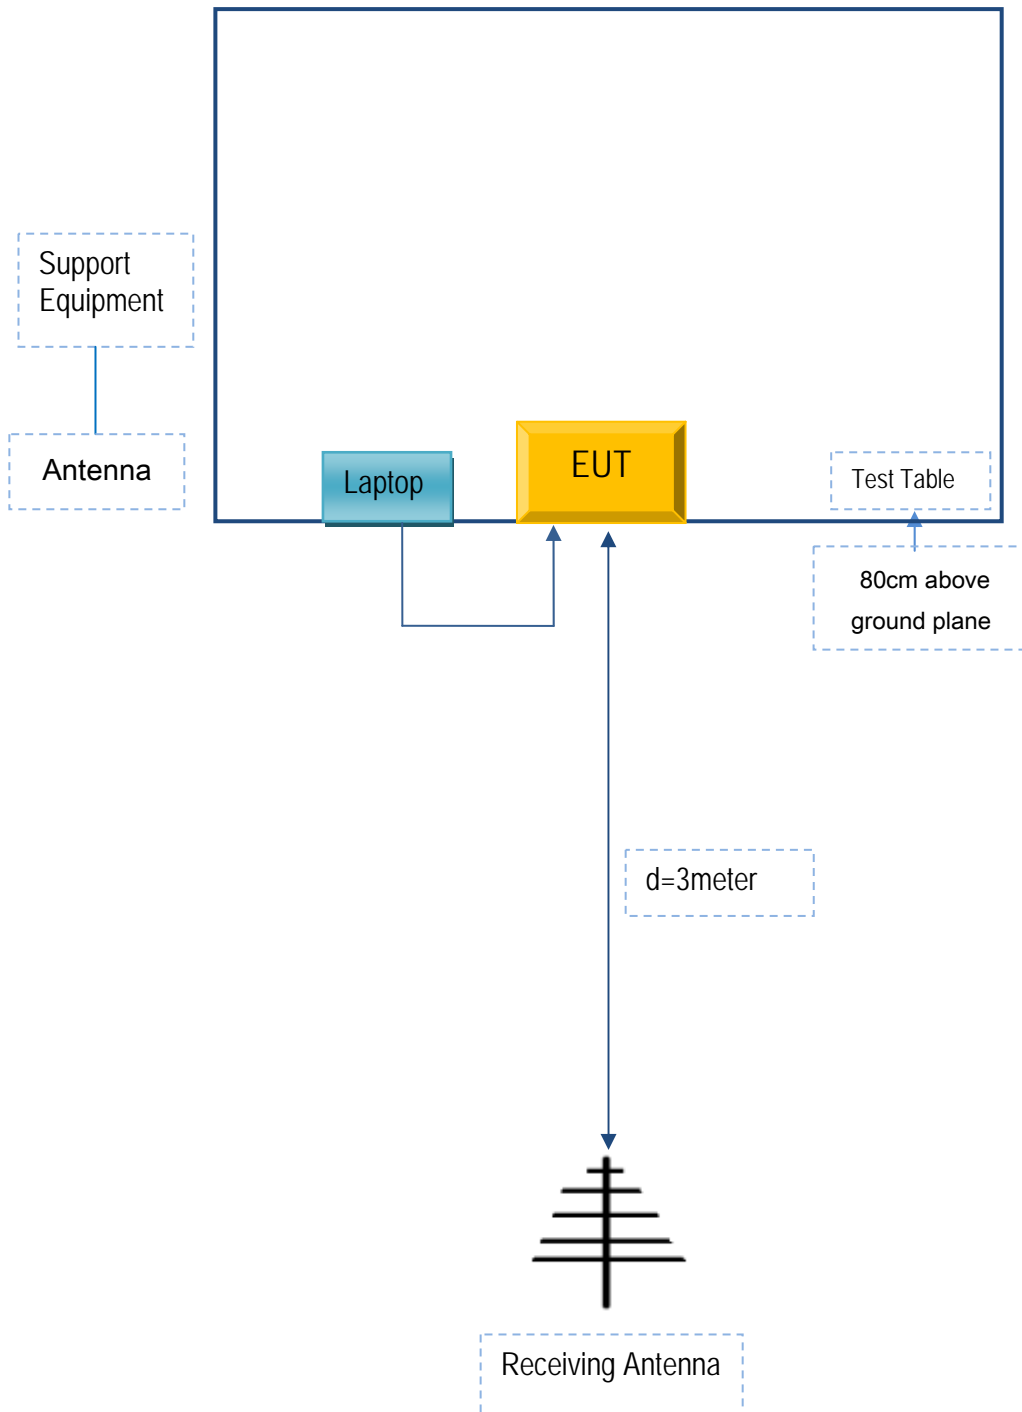 Support
Equipment
Antenna
Laptop
EUT
Test Table
80cm above
ground plane
d=3meter
Receiving Antenna